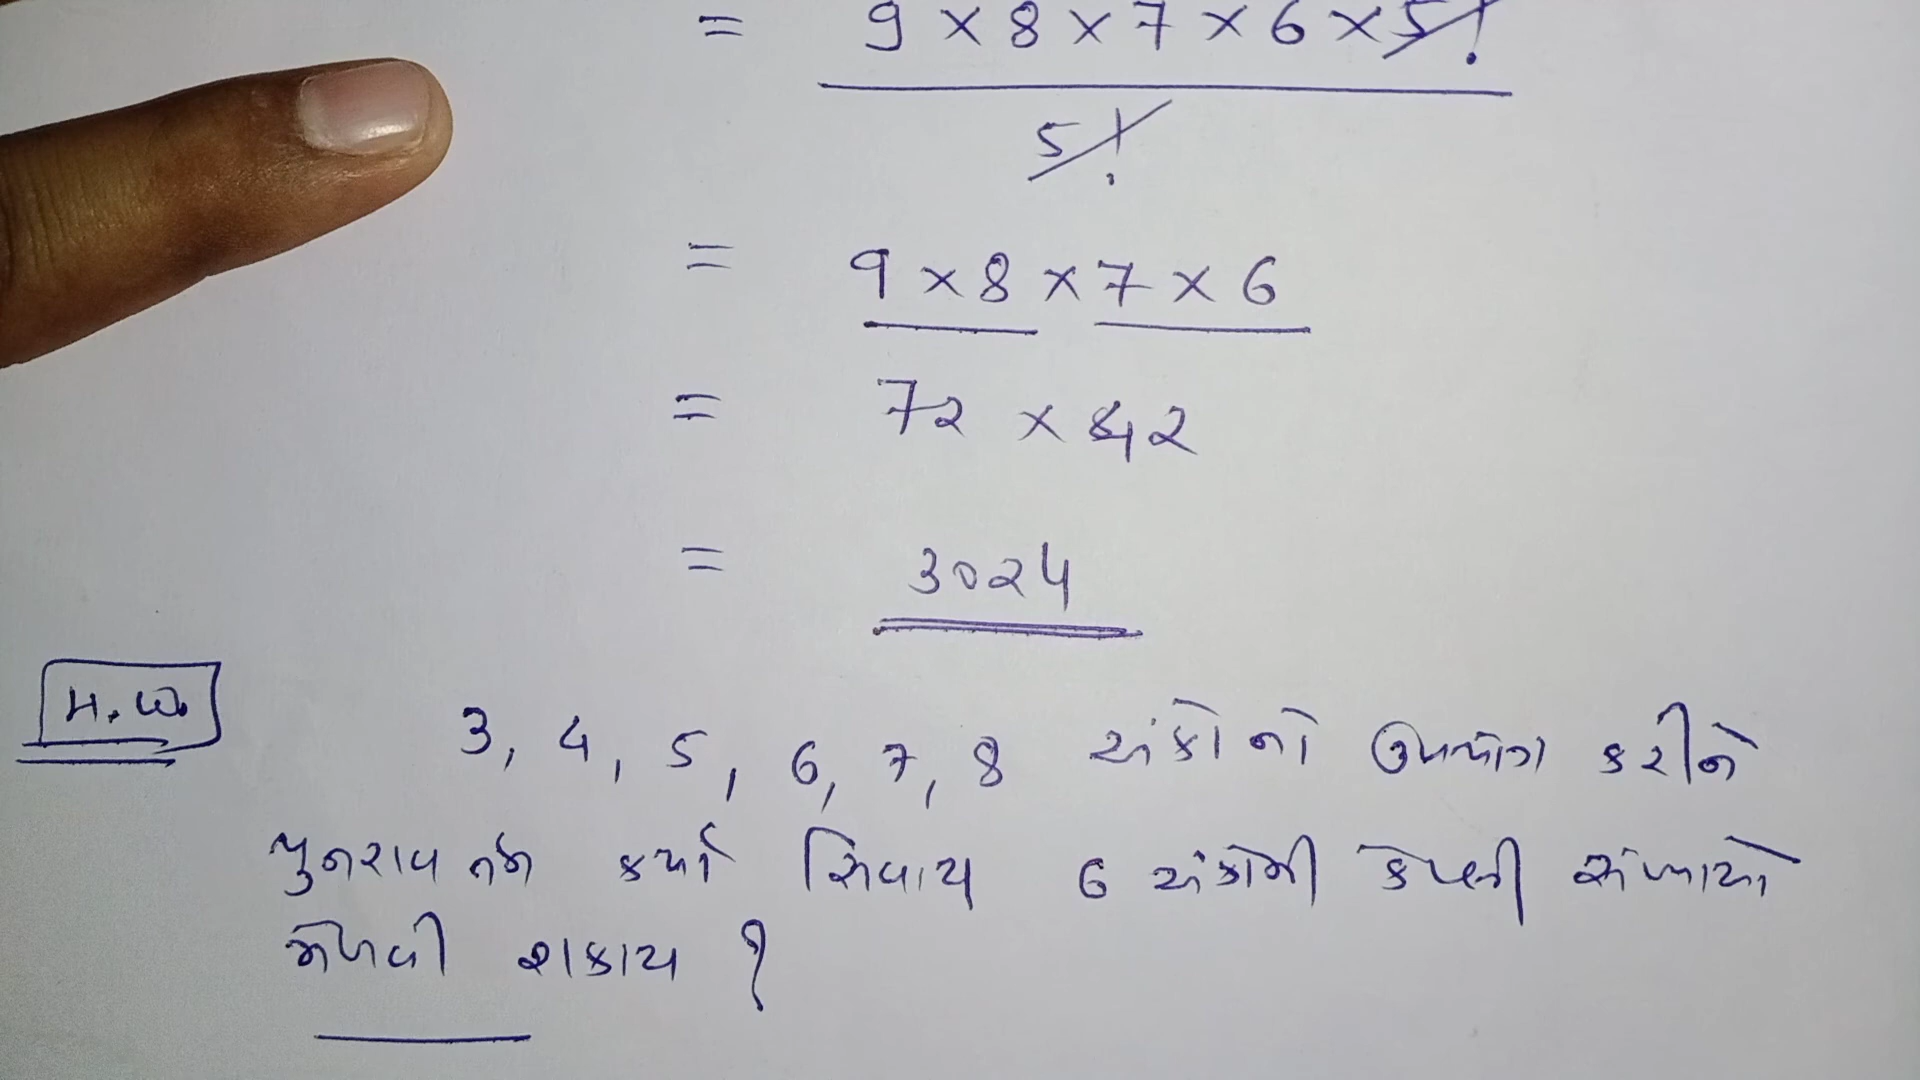 = 9 × 8 × 7 × 6 × 5!
5!
= 9 × 8 × 7 × 6
= 72 × 42
= 3024
H.W.
3, 4, 5, 6, 7, 8 અંકોનો ઉપયોગ કરીને
પુનરાવર્તન કર્યા સિવાય 6 અંકોની કેટલી સંખ્યાઓ
મેળવી શકાય ?